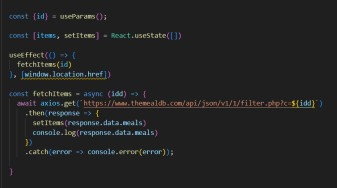 const {id} = useParams();
const [items, setItems] = React.useState([])
useEffect(() => {
fetchItems(id)
}, [window.location.href])
const fetchItems = async (idd) => {
await axios.get(`https://www.themealdb.com/api/json/v1/1/filter.php?c=${idd}`)
.then(response => {
setItems(response.data.meals)
console.log(response.data.meals)
})
.catch(error => console.error(error));
}